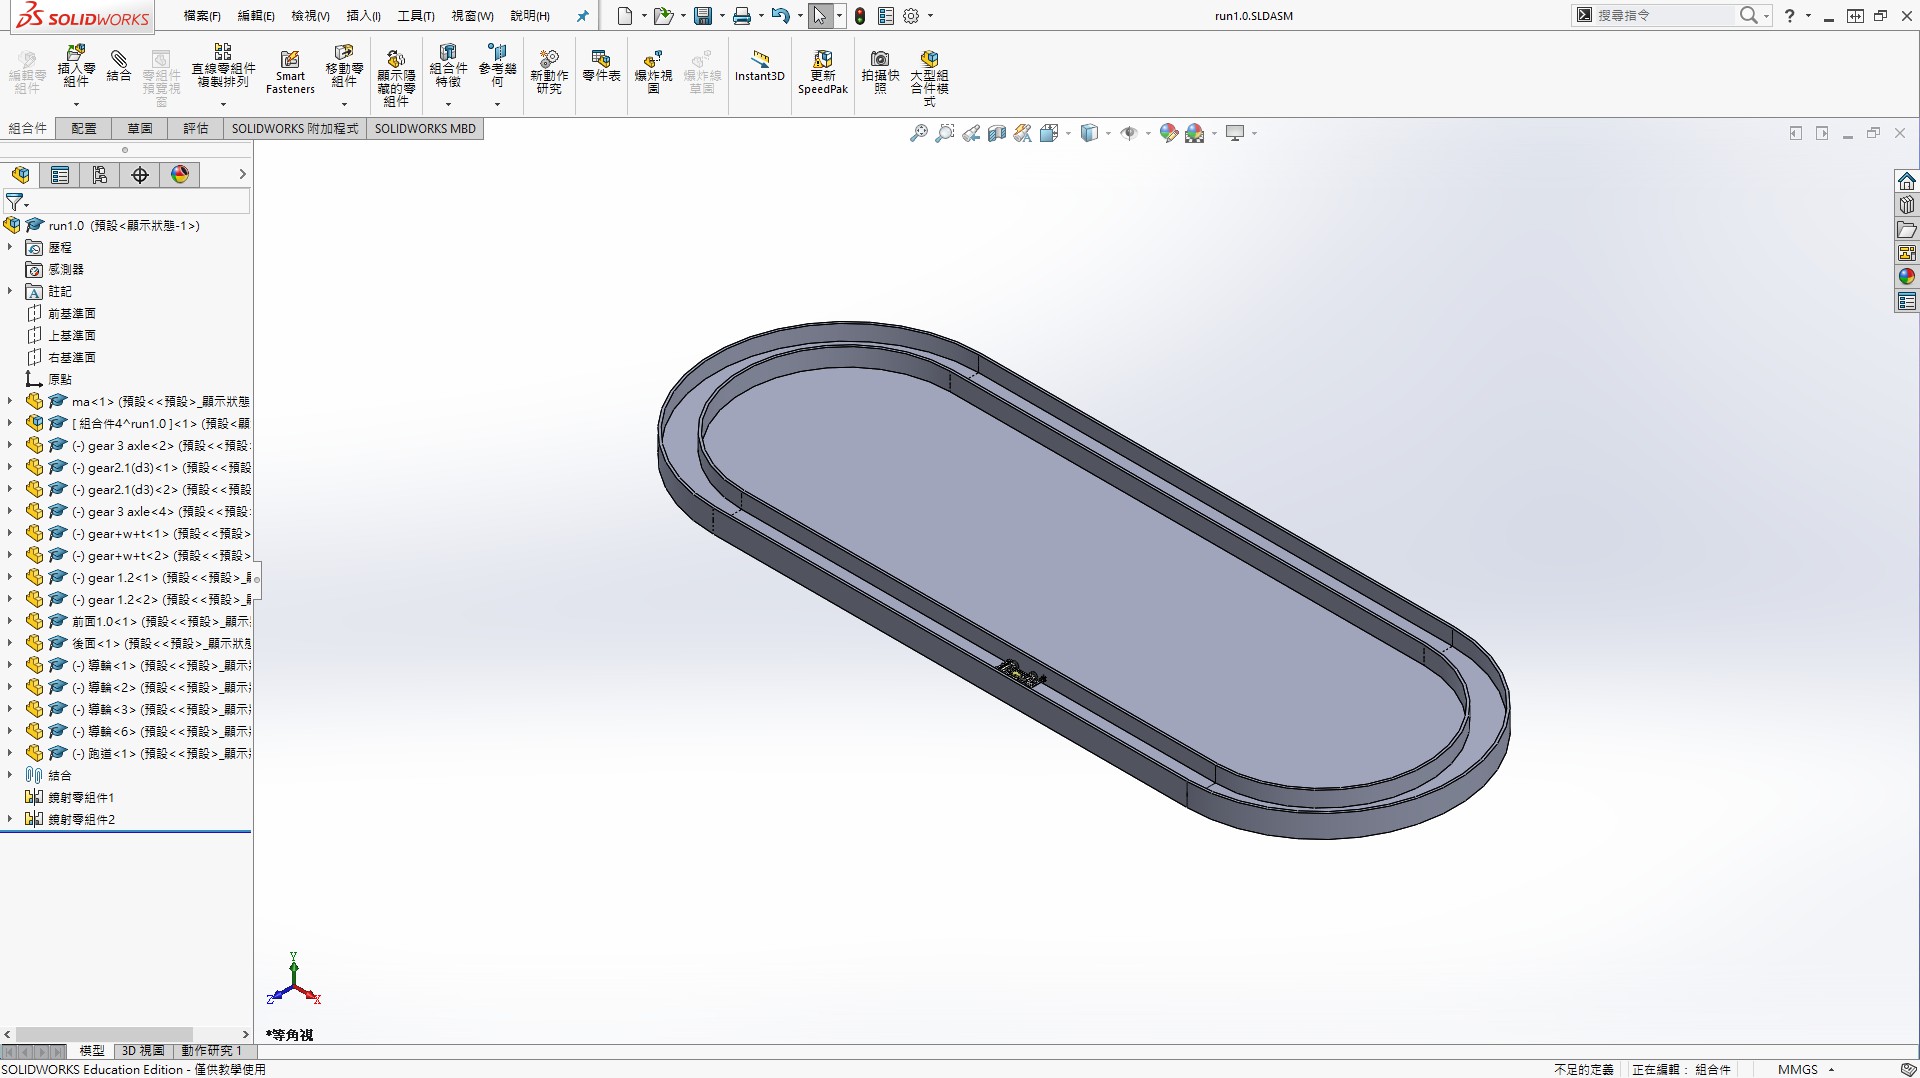 SOLIDWORKS
檔案(F) 編輯(E) 檢視(V) 插入(I) 工具(T) 視窗(W) 說明(H)
run1.0.SLDASM
搜尋指令
編輯零組件
插入零組件
結合
零組件預覽視窗
直線零組件複製排列
Smart Fasteners
移動零組件
顯示隱藏的零組件
組合件特徵
參考幾何
新動作研究
零件表
爆炸視圖
爆炸線草圖
Instant3D
更新 SpeedPak
拍攝快照
大型組合件模式
組合件 配置 草圖 評估 SOLIDWORKS 附加程式 SOLIDWORKS MBD
run1.0 (預設<顯示狀態-1>)
歷程
感測器
註記
前基準面
上基準面
右基準面
原點
ma<1> (預設<<預設>_顯示狀態
[ 組合件4^run1.0 ]<1> (預設<顯
(-) gear 3 axle<2> (預設<<預設
(-) gear2.1(d3)<1> (預設<<預設
(-) gear2.1(d3)<2> (預設<<預設
(-) gear 3 axle<4> (預設<<預設
(-) gear+w+t<1> (預設<<預設>
(-) gear+w+t<2> (預設<<預設>
(-) gear 1.2<1> (預設<<預設>_
(-) gear 1.2<2> (預設<<預設>_
前面1.0<1> (預設<<預設>_顯示
後面<1> (預設<<預設>_顯示狀態
(-) 導輪<1> (預設<<預設>_顯示
(-) 導輪<2> (預設<<預設>_顯示
(-) 導輪<3> (預設<<預設>_顯示
(-) 導輪<6> (預設<<預設>_顯示
(-) 跑道<1> (預設<<預設>_顯示
結合
鏡射零組件1
鏡射零組件2
Y
Z X
*等角視
模型 3D 視圖 動作研究 1
SOLIDWORKS Education Edition - 僅供教學使用
不足的定義 正在編輯： 組合件 MMGS